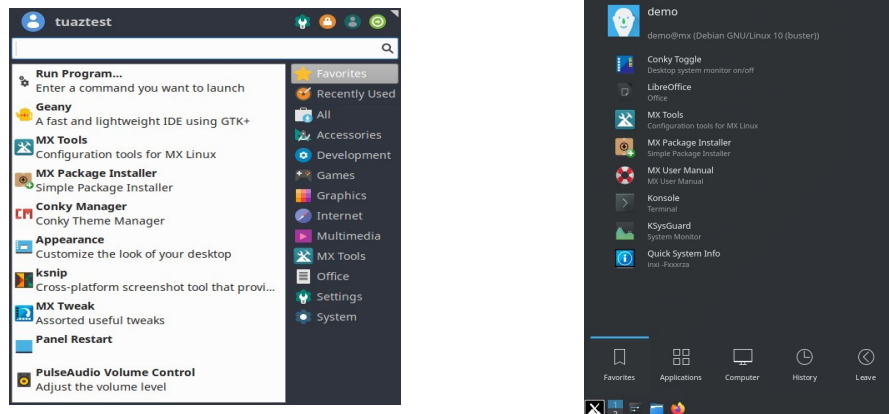 tuaztest
Run Program...
Enter a command you want to launch
Geany
A fast and lightweight IDE using GTK+
MX Tools
Configuration tools for MX Linux
MX Package Installer
Simple Package Installer
Conky Manager
Conky Theme Manager
Appearance
Customize the look of your desktop
ksnip
Cross-platform screenshot tool that provi...
MX Tweak
Assorted useful tweaks
Panel Restart
PulseAudio Volume Control
Adjust the volume level
Favorites
Recently Used
All
Accessories
Development
Games
Graphics
Internet
Multimedia
MX Tools
Office
Settings
System
demo
demo@mx (Debian GNU/Linux 10 (buster))
Conky Toggle
Desktop system monitor on/off
LibreOffice
Office
MX Tools
Configuration tools for MX Linux
MX Package Installer
Simple Package Installer
MX User Manual
MX User Manual
Konsole
Terminal
KSysGuard
System Monitor
Quick System Info
inxi -Fxxxrza
Favorites
Applications
Computer
History
Leave
1